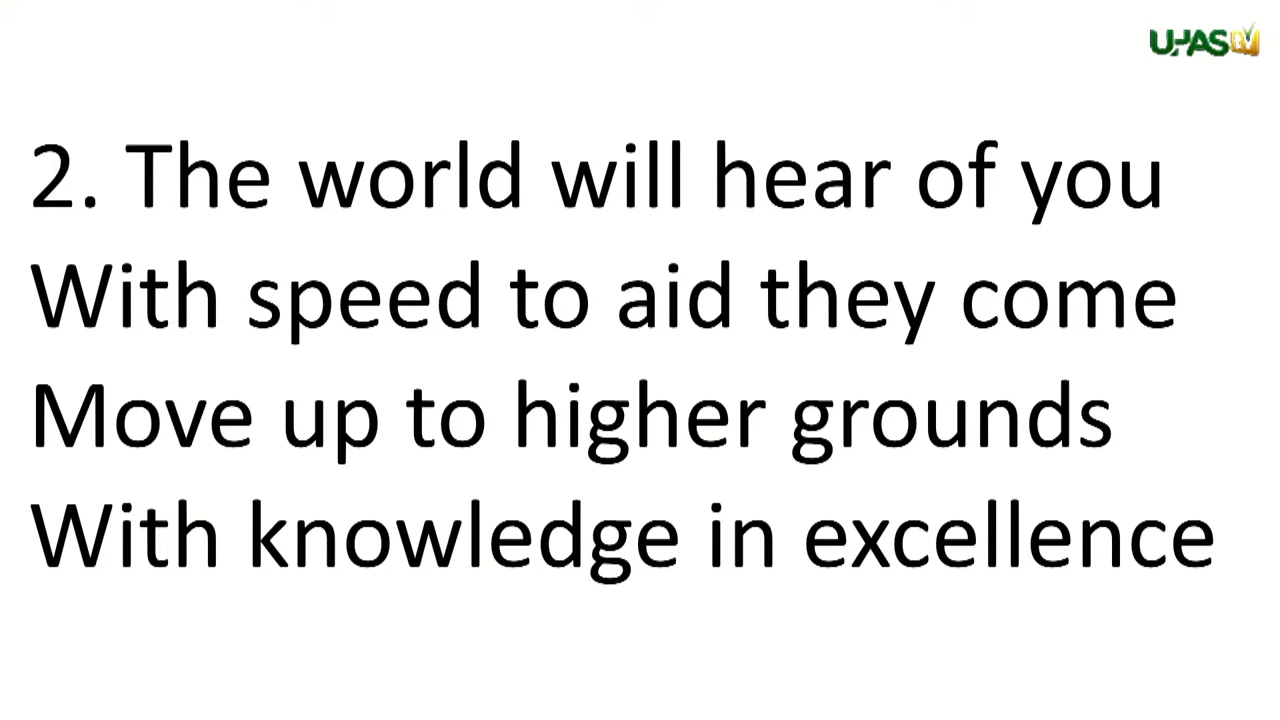 UHAS TV
2. The world will hear of you
With speed to aid they come
Move up to higher grounds
With knowledge in excellence